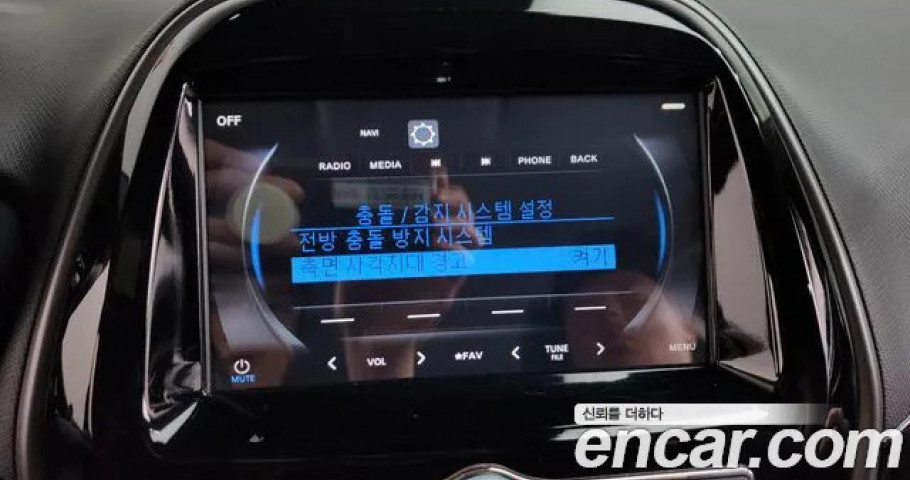 OFF
NAVI
RADIO MEDIA PHONE BACK
충돌 / 감지 시스템 설정
전방 충돌 방지 시스템
측면 사각지대 경고 켜기
MENU
VOL ★FAV TUNE
MUTE
신뢰를 더하다
encar.com